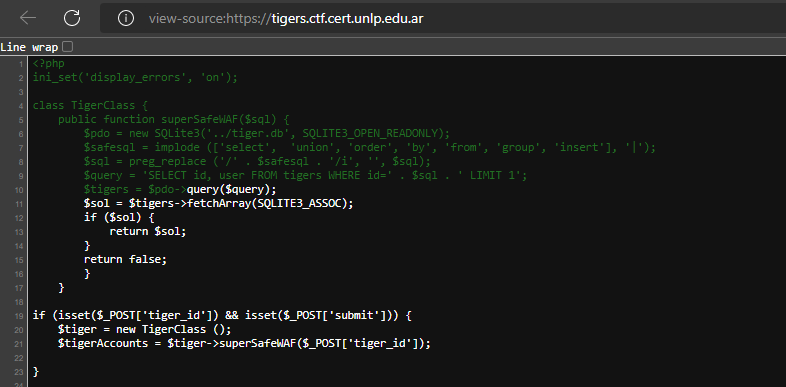 view-source:https://tigers.ctf.cert.unlp.edu.ar
Line wrap
1 <?php
2 ini_set('display_errors', 'on');
3
4 class TigerClass {
5     public function superSafeWAF($sql) {
6         $pdo = new SQLite3('../tiger.db', SQLITE3_OPEN_READONLY);
7         $safesql = implode (['select',  'union', 'order', 'by', 'from', 'group', 'insert'], '|');
8         $sql = preg_replace ('/' . $safesql . '/i', '', $sql);
9         $query = 'SELECT id, user FROM tigers WHERE id=' . $sql . ' LIMIT 1';
10         $tigers = $pdo->query($query);
11         $sol = $tigers->fetchArray(SQLITE3_ASSOC);
12         if ($sol) {
13             return $sol;
14         }
15         return false;
16         }
17     }
18
19 if (isset($_POST['tiger_id']) && isset($_POST['submit'])) {
20     $tiger = new TigerClass ();
21     $tigerAccounts = $tiger->superSafeWAF($_POST['tiger_id']);
22
23 }
24